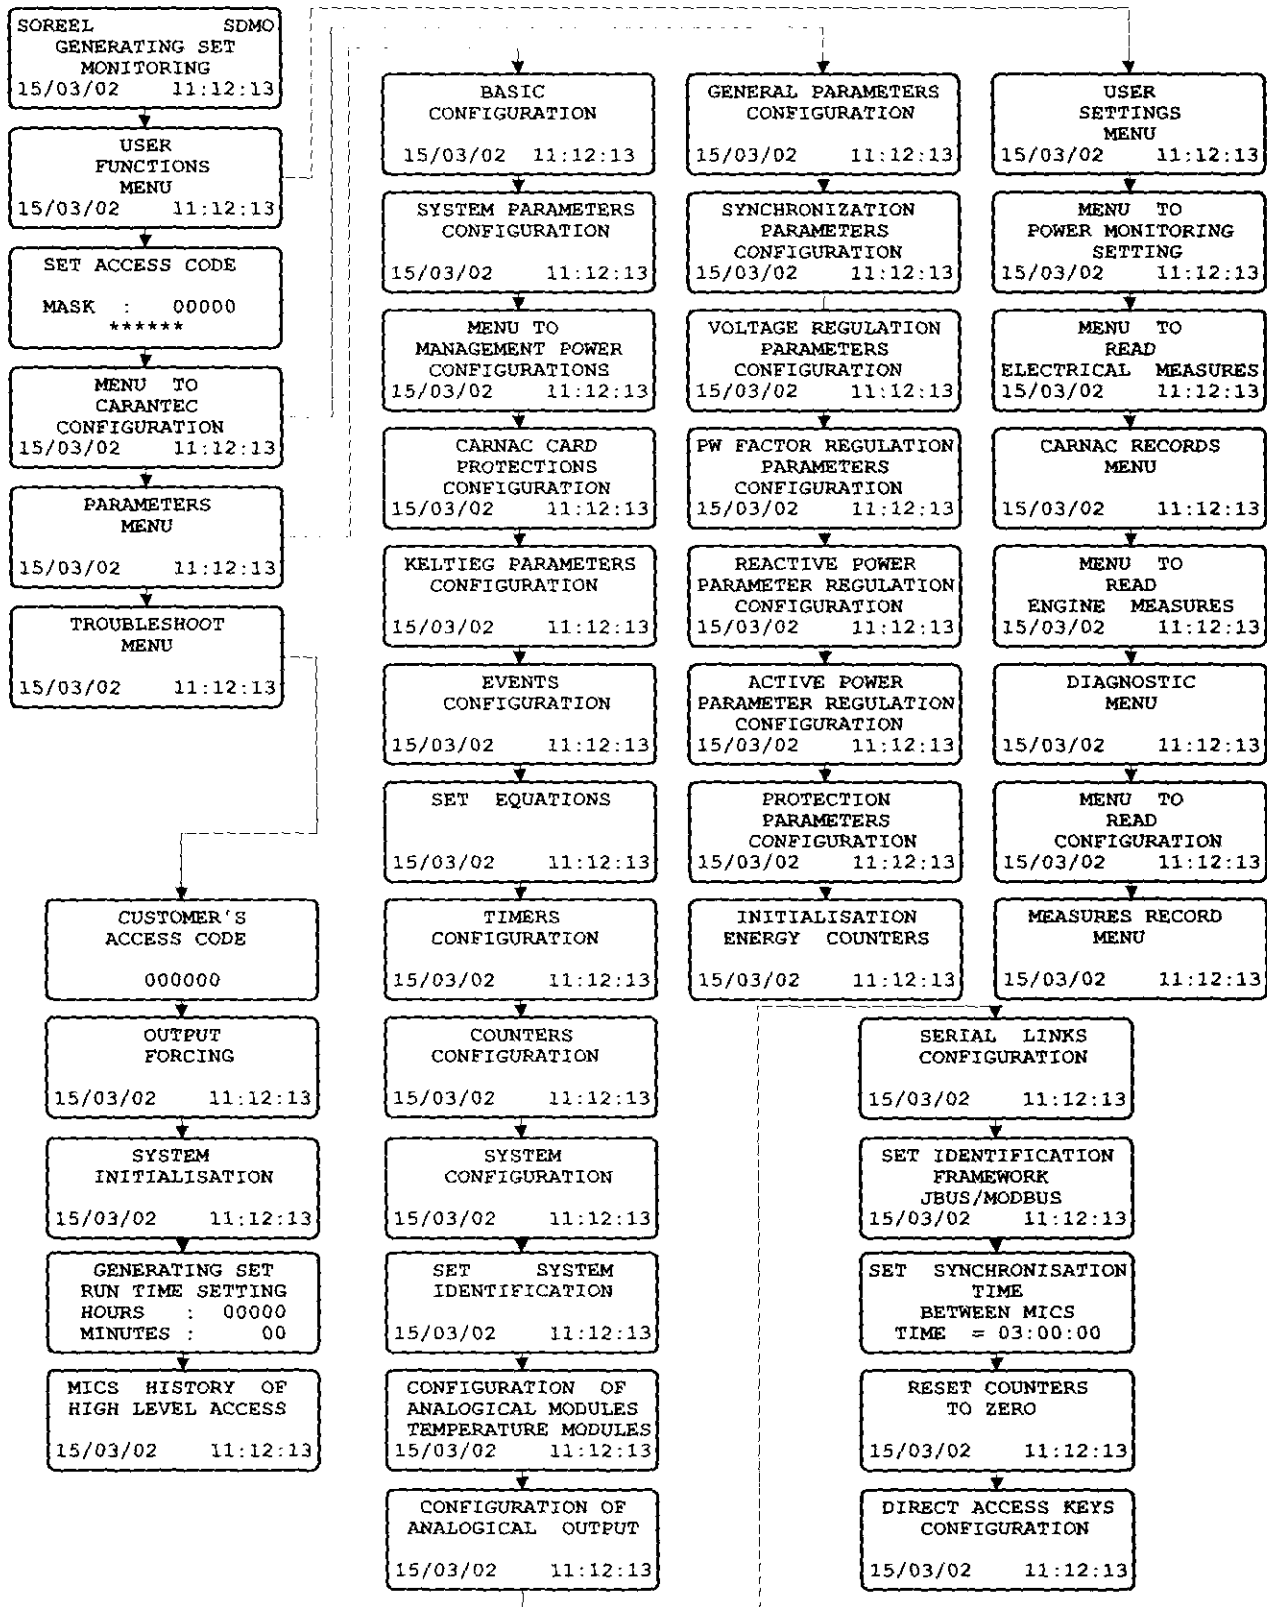 SOREEL SDMO
GENERATING SET
MONITORING
15/03/02 11:12:13
USER
FUNCTIONS
MENU
15/03/02 11:12:13
SET ACCESS CODE
MASK : 00000
******
MENU TO
CARANTEC
CONFIGURATION
15/03/02 11:12:13
PARAMETERS
MENU
15/03/02 11:12:13
TROUBLESHOOT
MENU
15/03/02 11:12:13
CUSTOMER'S
ACCESS CODE
000000
OUTPUT
FORCING
15/03/02 11:12:13
SYSTEM
INITIALISATION
15/03/02 11:12:13
GENERATING SET
RUN TIME SETTING
HOURS : 00000
MINUTES : 00
MICS HISTORY OF
HIGH LEVEL ACCESS
15/03/02 11:12:13
BASIC
CONFIGURATION
15/03/02 11:12:13
SYSTEM PARAMETERS
CONFIGURATION
15/03/02 11:12:13
MENU TO
MANAGEMENT POWER
CONFIGURATIONS
15/03/02 11:12:13
CARNAC CARD
PROTECTIONS
CONFIGURATION
15/03/02 11:12:13
KELTIEG PARAMETERS
CONFIGURATION
15/03/02 11:12:13
EVENTS
CONFIGURATION
15/03/02 11:12:13
SET EQUATIONS
15/03/02 11:12:13
TIMERS
CONFIGURATION
15/03/02 11:12:13
COUNTERS
CONFIGURATION
15/03/02 11:12:13
SYSTEM
CONFIGURATION
15/03/02 11:12:13
SET SYSTEM
IDENTIFICATION
15/03/02 11:12:13
CONFIGURATION OF
ANALOGICAL MODULES
TEMPERATURE MODULES
15/03/02 11:12:13
CONFIGURATION OF
ANALOGICAL OUTPUT
15/03/02 11:12:13
GENERAL PARAMETERS
CONFIGURATION
15/03/02 11:12:13
SYNCHRONIZATION
PARAMETERS
CONFIGURATION
15/03/02 11:12:13
VOLTAGE REGULATION
PARAMETERS
CONFIGURATION
15/03/02 11:12:13
PW FACTOR REGULATION
PARAMETERS
CONFIGURATION
15/03/02 11:12:13
REACTIVE POWER
PARAMETER REGULATION
CONFIGURATION
15/03/02 11:12:13
ACTIVE POWER
PARAMETER REGULATION
CONFIGURATION
15/03/02 11:12:13
PROTECTION
PARAMETERS
CONFIGURATION
15/03/02 11:12:13
INITIALISATION
ENERGY COUNTERS
15/03/02 11:12:13
USER
SETTINGS
MENU
15/03/02 11:12:13
MENU TO
POWER MONITORING
SETTING
15/03/02 11:12:13
MENU TO
READ
ELECTRICAL MEASURES
15/03/02 11:12:13
CARNAC RECORDS
MENU
15/03/02 11:12:13
MENU TO
READ
ENGINE MEASURES
15/03/02 11:12:13
DIAGNOSTIC
MENU
15/03/02 11:12:13
MENU TO
READ
CONFIGURATION
15/03/02 11:12:13
MEASURES RECORD
MENU
15/03/02 11:12:13
SERIAL LINKS
CONFIGURATION
15/03/02 11:12:13
SET IDENTIFICATION
FRAMEWORK
JBUS/MODBUS
15/03/02 11:12:13
SET SYNCHRONISATION
TIME
BETWEEN MICS
TIME = 03:00:00
RESET COUNTERS
TO ZERO
15/03/02 11:12:13
DIRECT ACCESS KEYS
CONFIGURATION
15/03/02 11:12:13